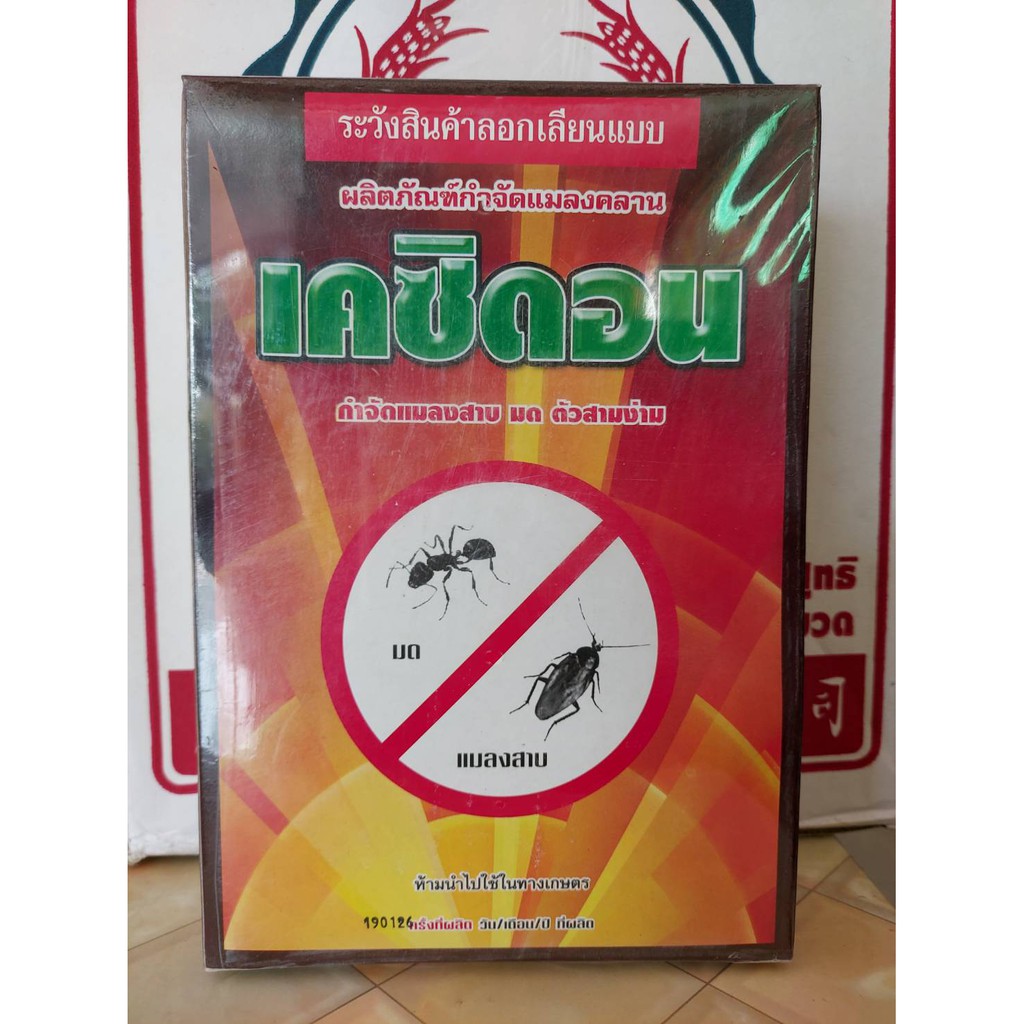 ระวังสินค้าลอกเลียนแบบ
ผลิตภัณฑ์กำจัดแมลงคลาน
เคซิดอน
กำจัดแมลงสาบ มด ตัวสามง่าม
มด
แมลงสาบ
ห้ามนำไปใช้ในทางเกษตร
190126 ครั้งที่ผลิต วัน/เดือน/ปี ที่ผลิต